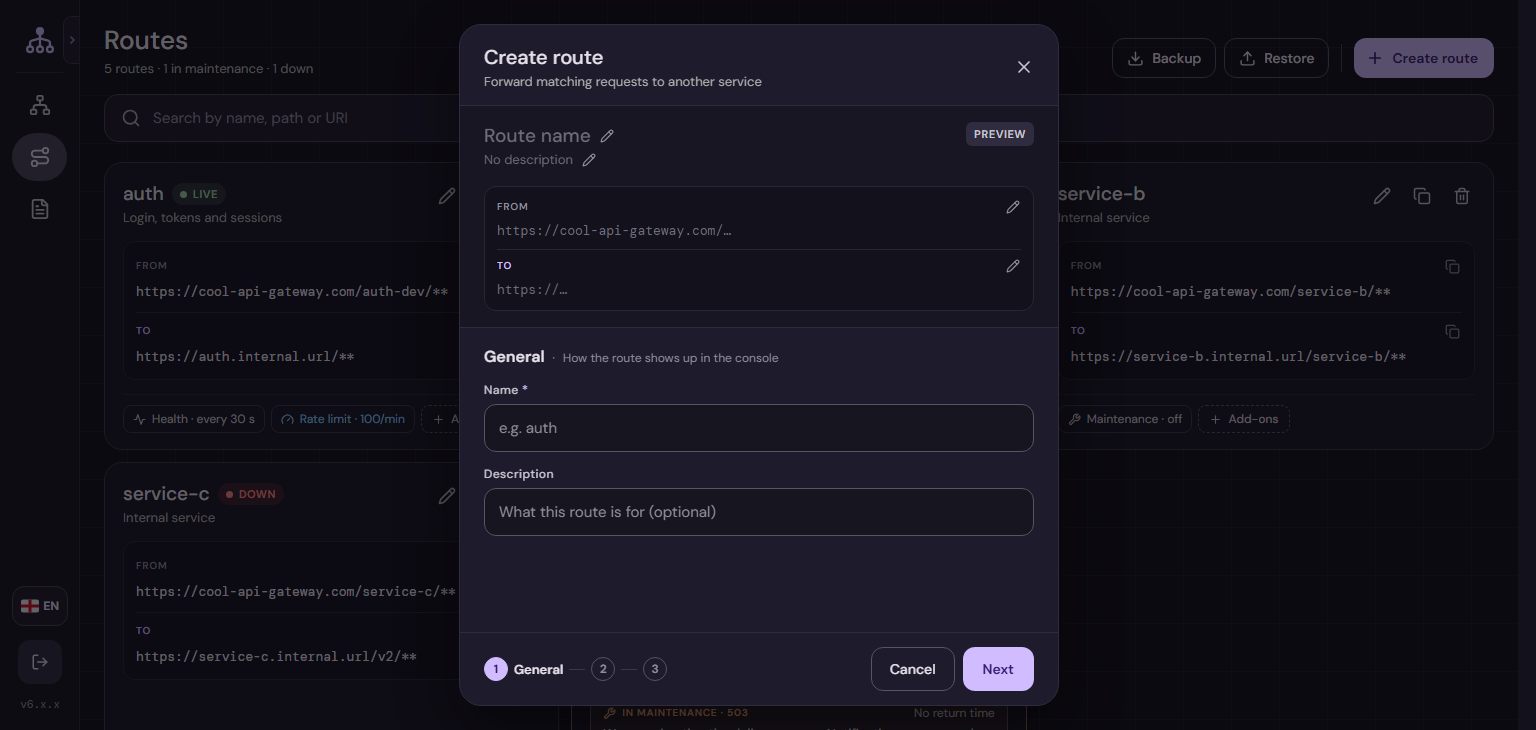 Routes
5 routes · 1 in maintenance · 1 down
Backup
Restore
Create route
Search by name, path or URI
auth
LIVE
Login, tokens and sessions
FROM
https://cool-api-gateway.com/auth-dev/**
TO
https://auth.internal.url/**
Health · every 30 s
Rate limit · 100/min
service-c
DOWN
Internal service
FROM
https://cool-api-gateway.com/service-c/**
TO
https://service-c.internal.url/v2/**
EN
v6.x.x
Create route
Forward matching requests to another service
Route name
PREVIEW
No description
FROM
https://cool-api-gateway.com/…
TO
https://…
General · How the route shows up in the console
Name *
e.g. auth
Description
What this route is for (optional)
1 General 2 3
Cancel
Next
service-b
Internal service
FROM
https://cool-api-gateway.com/service-b/**
TO
https://service-b.internal.url/service-b/**
Maintenance · off
Add-ons
IN MAINTENANCE · 503
No return time